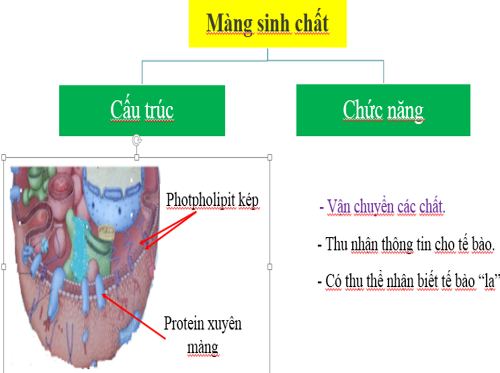 Màng sinh chất
Cấu trúc
Chức năng
Photpholipit kép
Protein xuyên
màng
- Vận chuyển các chất.
- Thu nhận thông tin cho tế bào.
- Có thụ thể nhận biết tế bào “lạ”